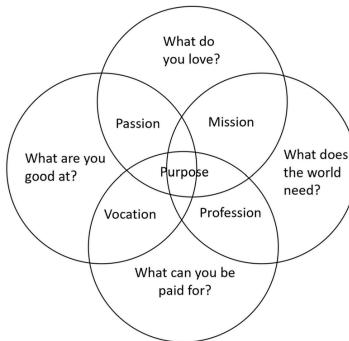 What do
you love?
Passion
Mission
What are you
good at?
Purpose
What does
the world
need?
Vocation
Profession
What can you be
paid for?